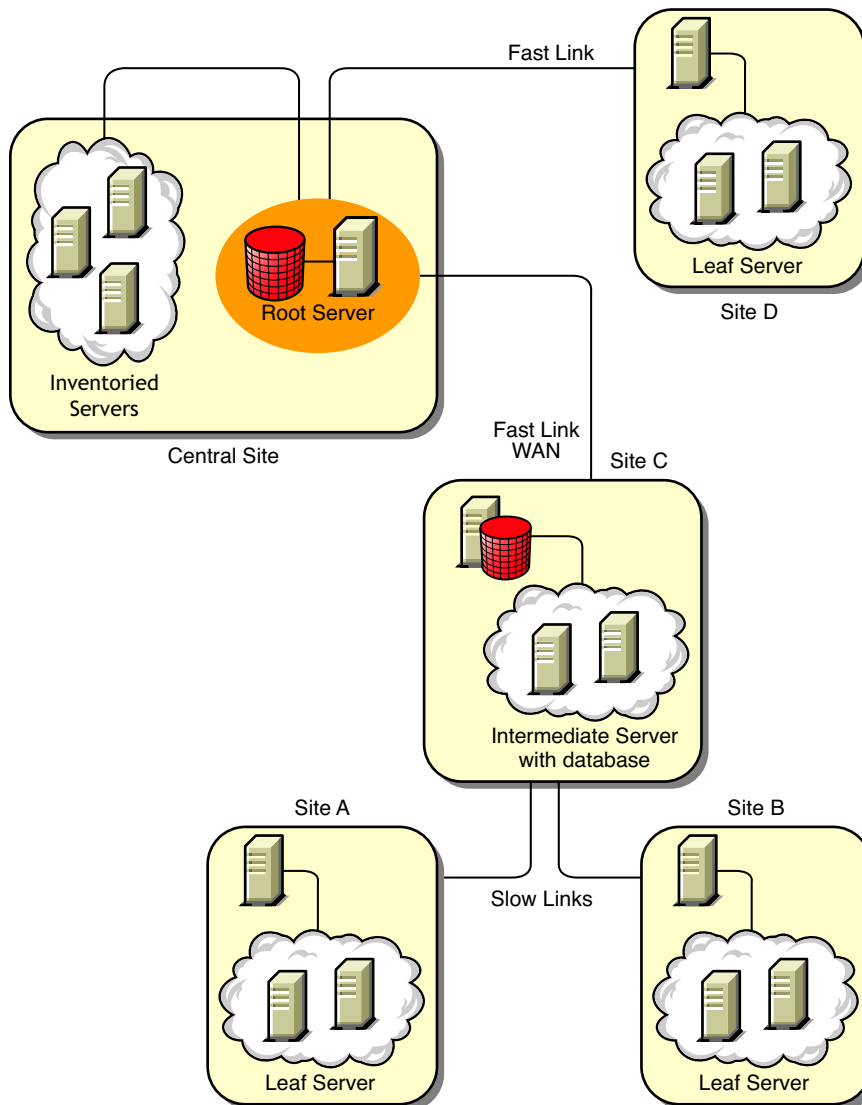 Fast Link
Leaf Server
Site D
Root Server
Inventoried
Servers
Central Site
Fast Link
WAN
Site C
Intermediate Server
with database
Site A
Site B
Slow Links
Leaf Server
Leaf Server